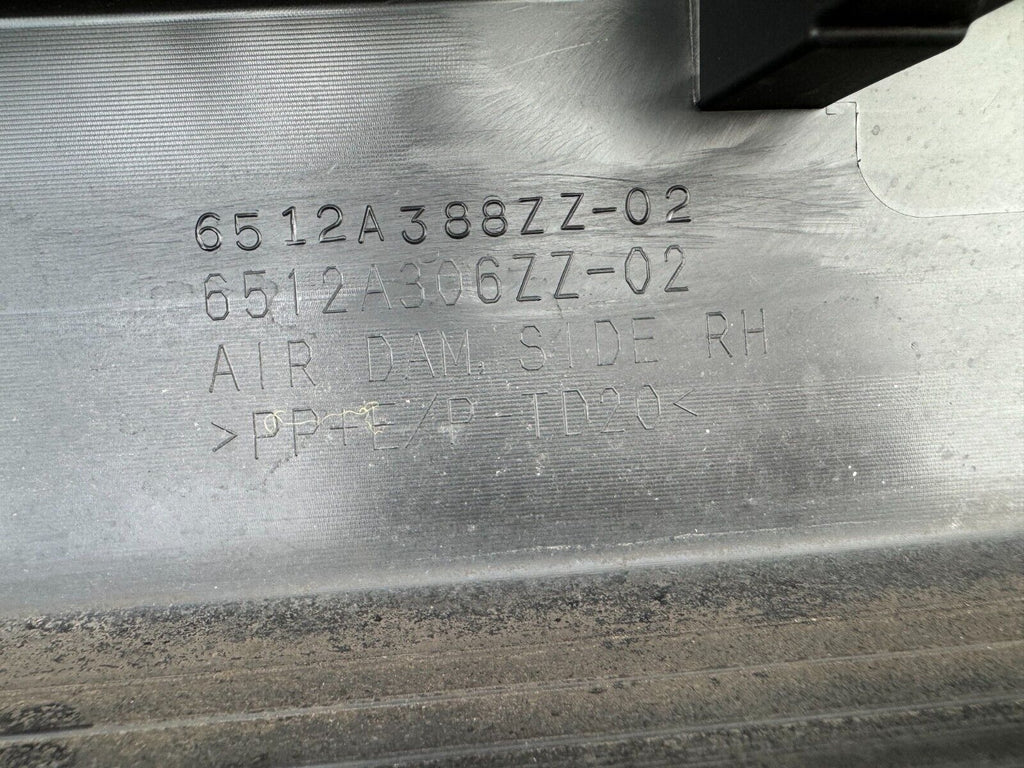 6512A388ZZ-02
6512A306ZZ-02
AIR DAM, SIDE RH
>PP+E/P-TD20<